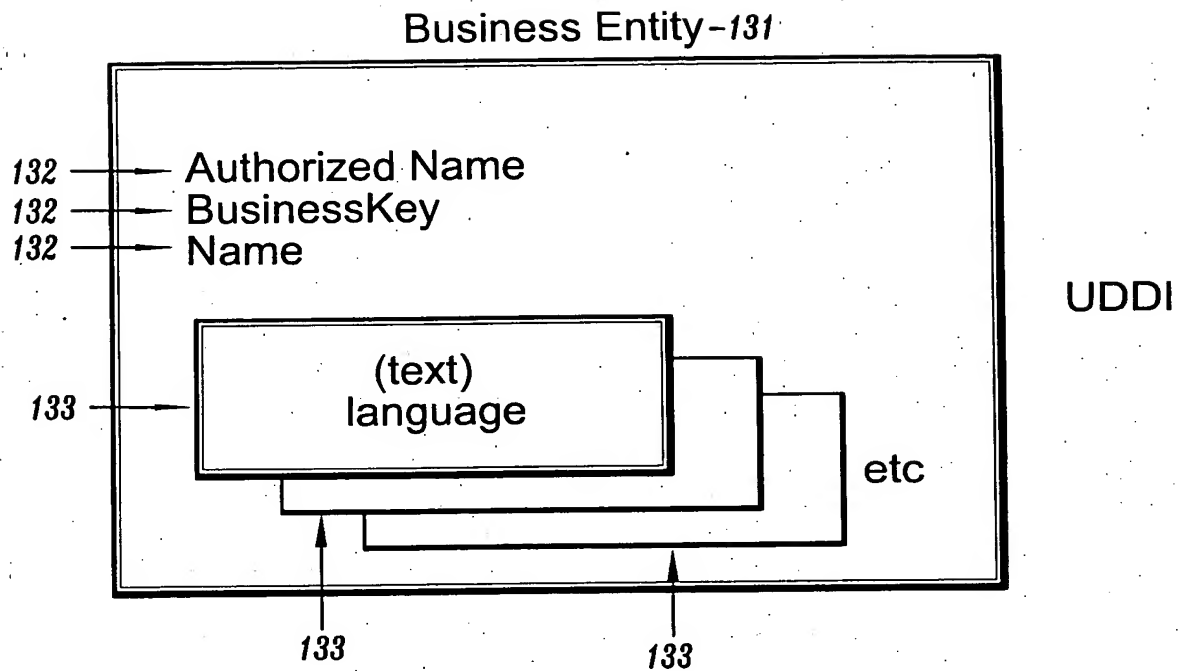 Business Entity-131
132 Authorized Name
132 BusinessKey
132 Name
UDDI
(text)
133 language
etc
133 133